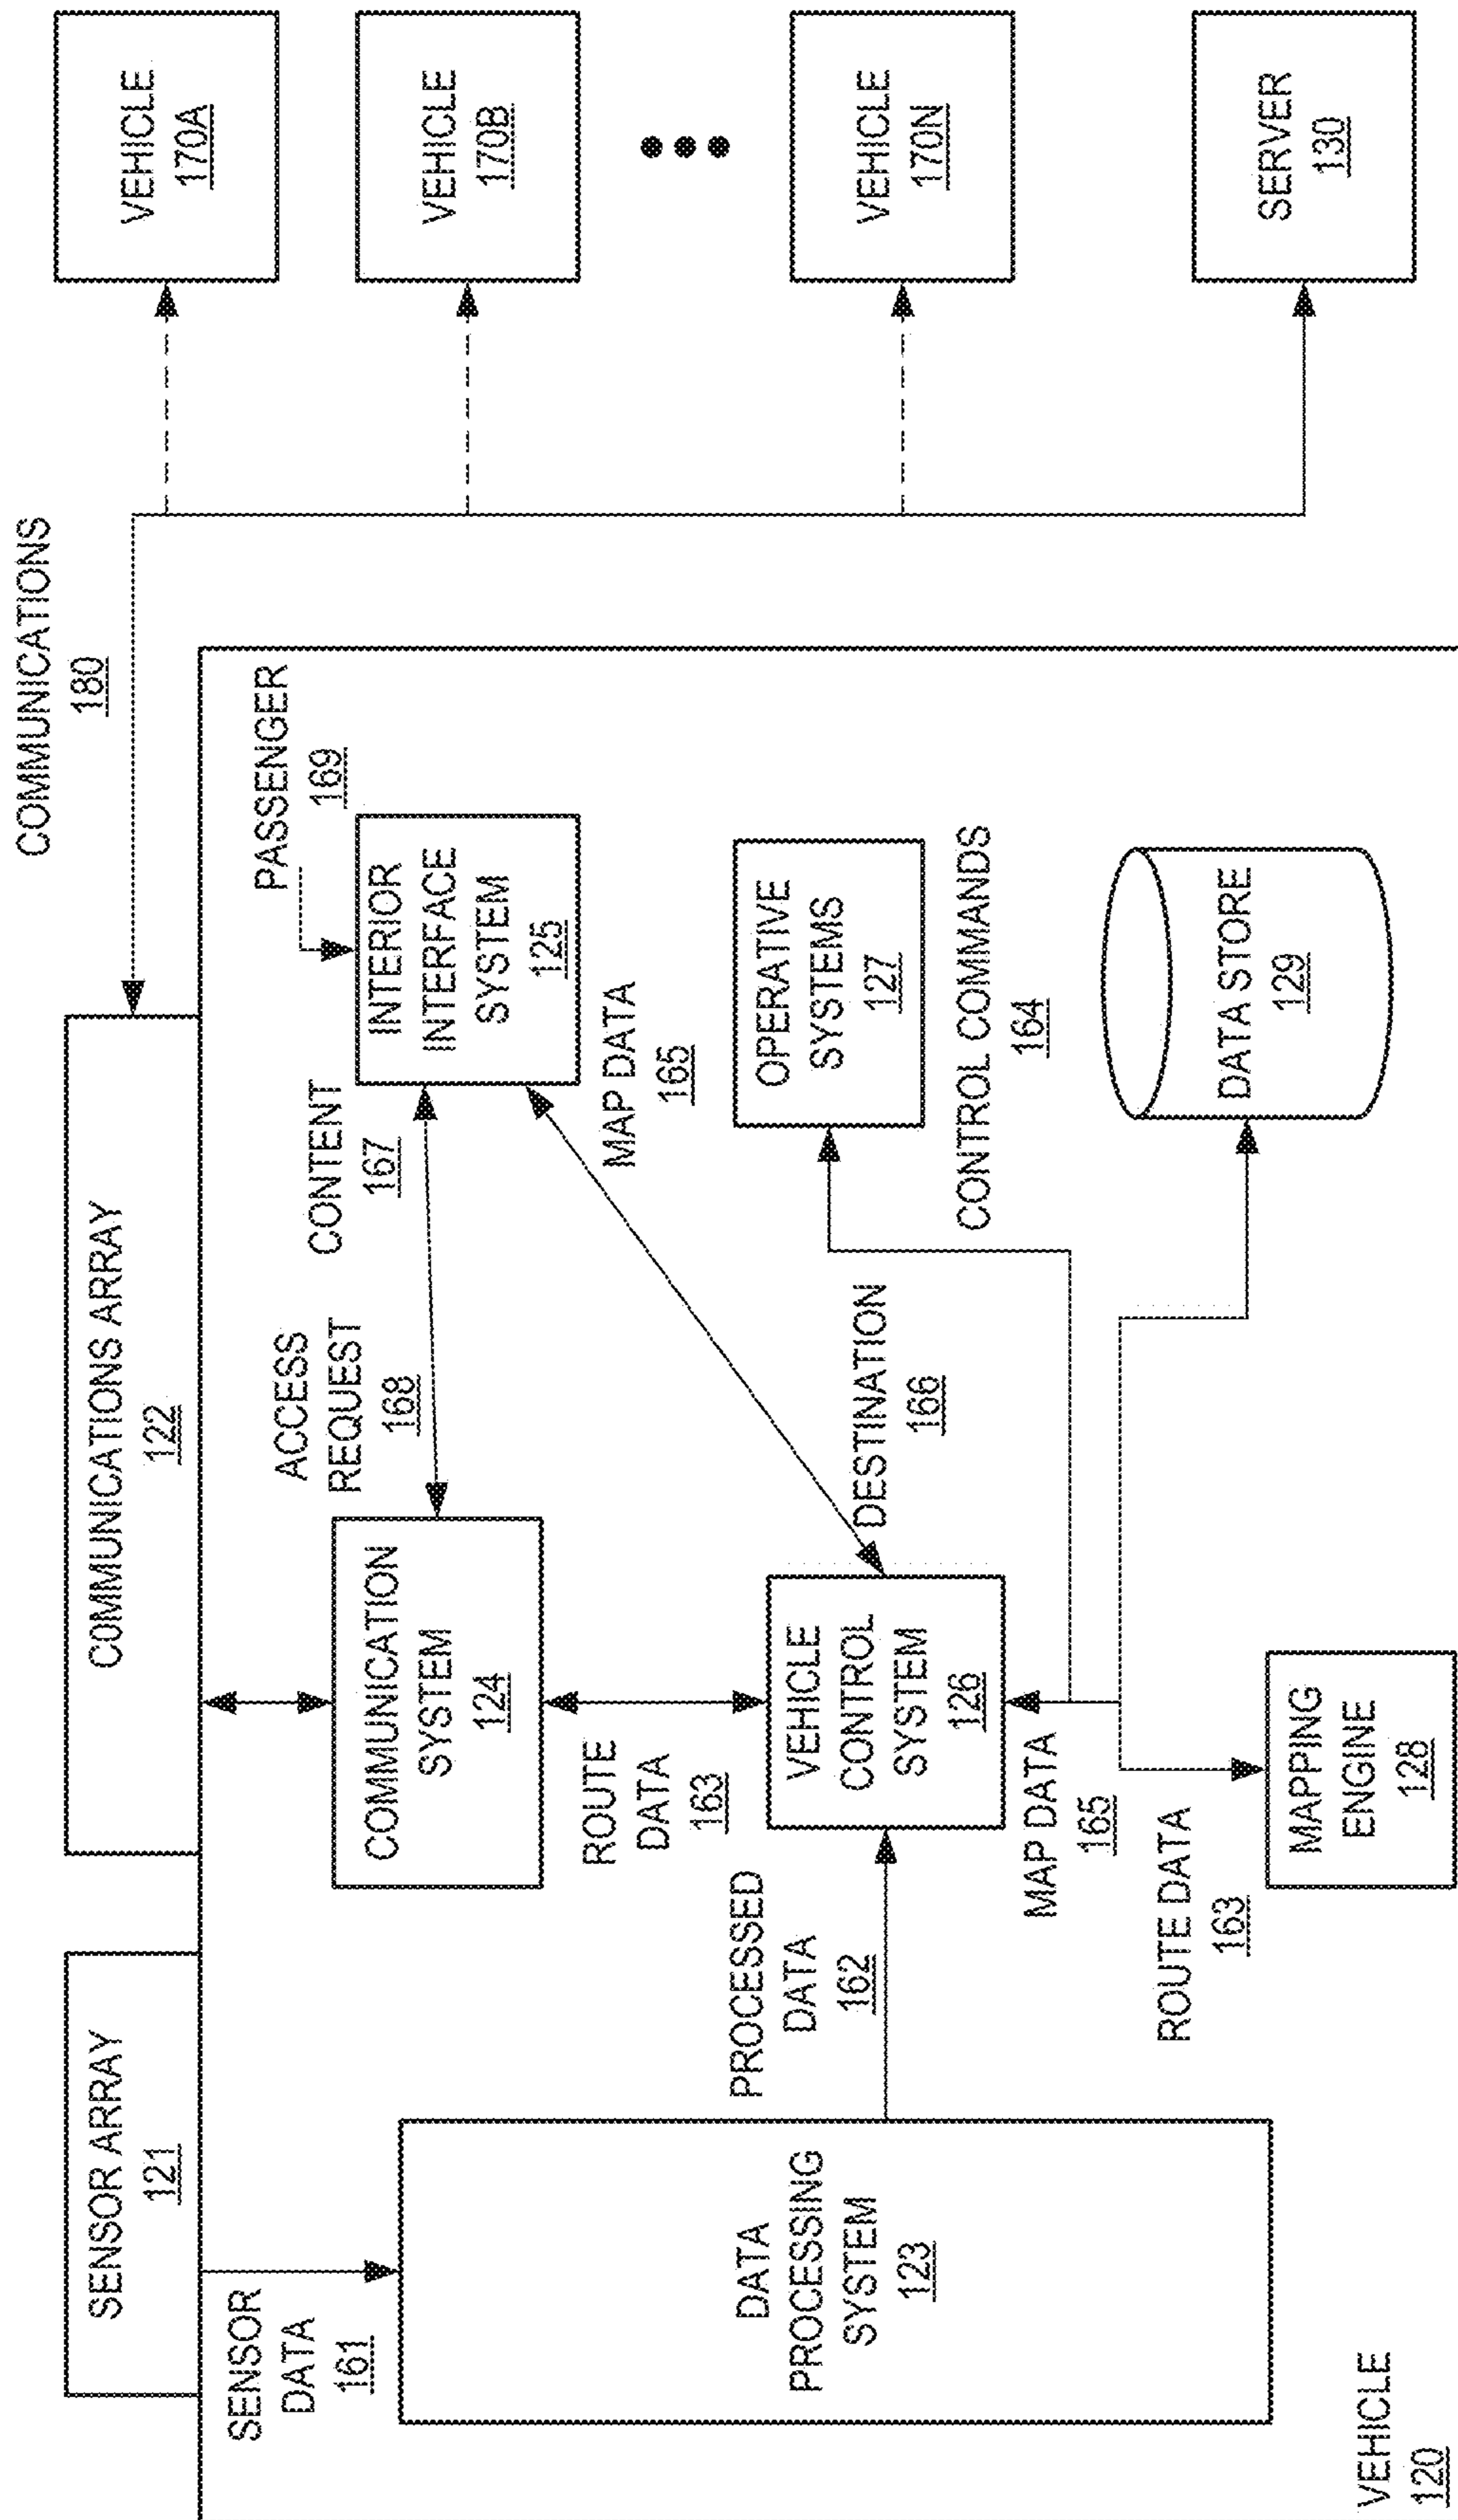 SENSOR ARRAY
121
COMMUNICATIONS ARRAY
122
COMMUNICATIONS
180
SENSOR
DATA
161
DATA
PROCESSING
SYSTEM
123
PROCESSED
DATA
162
COMMUNICATION
SYSTEM
124
ACCESS
REQUEST
168
CONTENT
167
PASSENGER
169
INTERIOR
INTERFACE
SYSTEM
125
ROUTE
DATA
163
MAP DATA
165
VEHICLE
CONTROL
SYSTEM
126
DESTINATION
166
OPERATIVE
SYSTEMS
127
CONTROL COMMANDS
164
MAP DATA
165
ROUTE DATA
163
MAPPING
ENGINE
128
DATA STORE
129
VEHICLE
120
VEHICLE
170A
VEHICLE
170B
VEHICLE
170N
SERVER
130